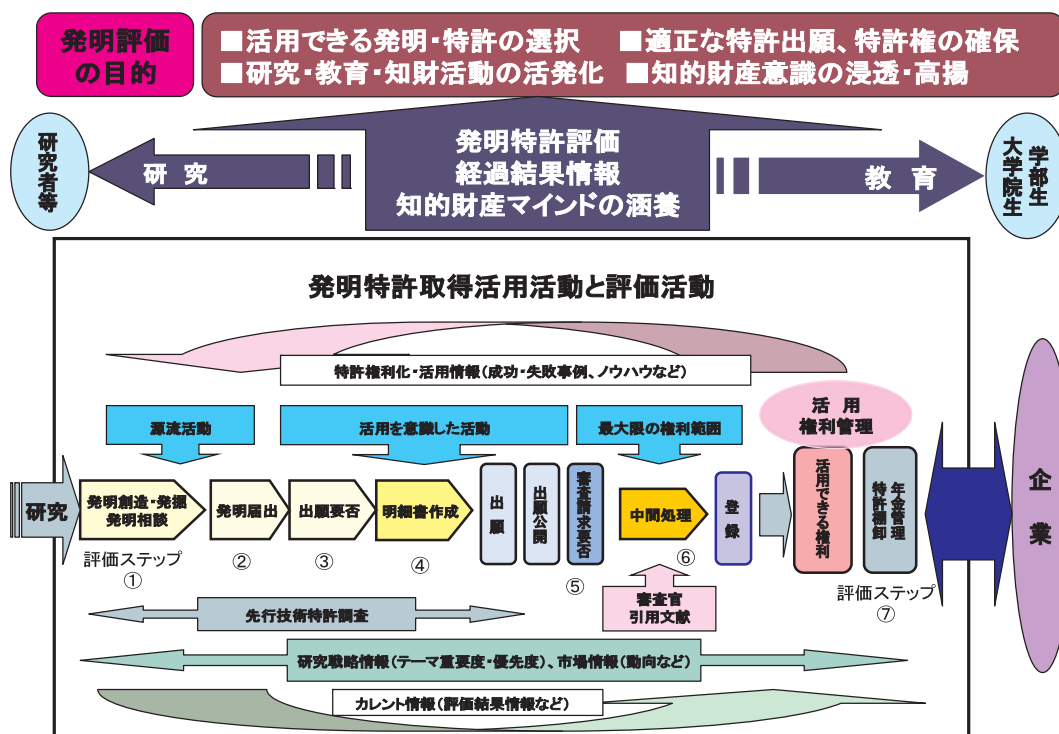 発明評価
の目的
■活用できる発明・特許の選択　■適正な特許出願、特許権の確保
■研究・教育・知財活動の活発化　■知的財産意識の浸透・高揚
研究者等
研 究
発明特許評価
経過結果情報
知的財産マインドの涵養
教 育
学部生
大学院生
発明特許取得活用活動と評価活動
特許権利化・活用情報(成功・失敗事例、ノウハウなど)
源流活動
活用を意識した活動
最大限の権利範囲
活 用
権利管理
研究
発明創造・発掘
発明相談
発明届出
出願要否
明細書作成
出願
出願公開
審査請求要否
中間処理
登録
活用できる権利
年金管理
特許棚卸
企業
評価ステップ
①
②
③
④
⑤
⑥
評価ステップ
⑦
先行技術特許調査
審査官
引用文献
研究戦略情報(テーマ重要度・優先度)、市場情報(動向など)
カレント情報(評価結果情報など)